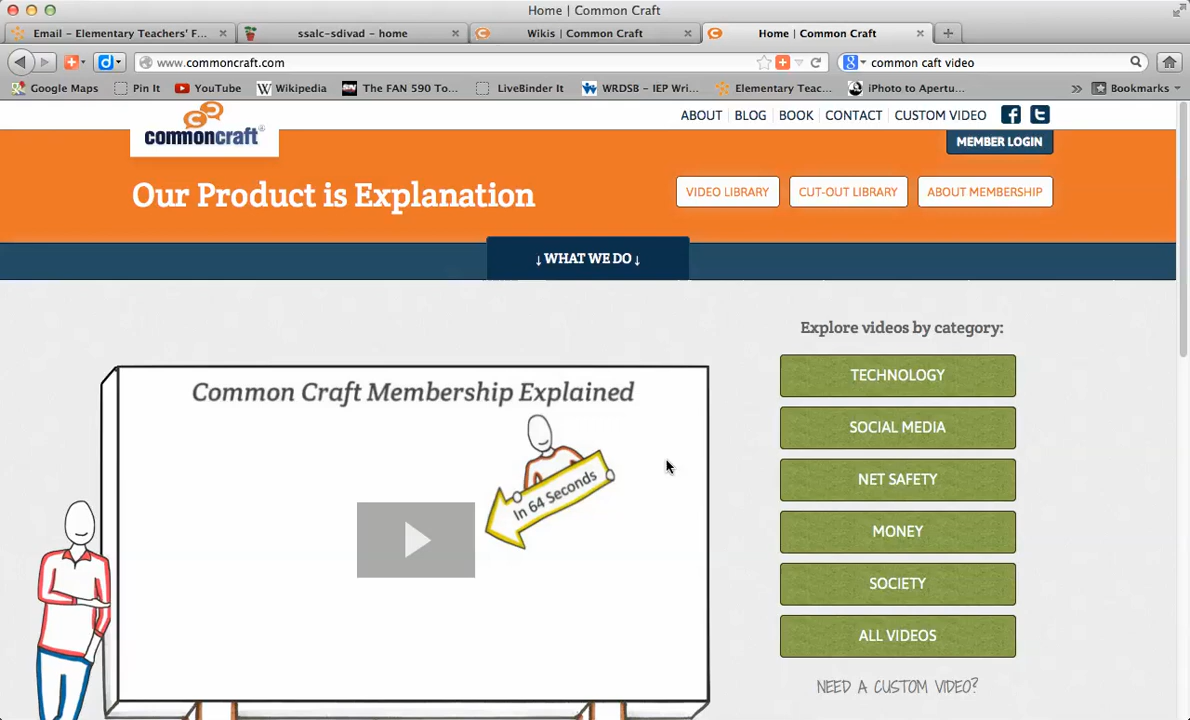 Home | Common Craft
Email – Elementary Teachers' F...
ssalc-sdivad - home
Wikis | Common Craft
Home | Common Craft
www.commoncraft.com
common caft video
Google Maps
Pin It
YouTube
Wikipedia
The FAN 590 To...
LiveBinder It
WRDSB - IEP Wri...
Elementary Teac...
iPhoto to Apertu...
Bookmarks
commoncraft®
ABOUT
BLOG
BOOK
CONTACT
CUSTOM VIDEO
MEMBER LOGIN
Our Product is Explanation
VIDEO LIBRARY
CUT-OUT LIBRARY
ABOUT MEMBERSHIP
↓ WHAT WE DO ↓
Explore videos by category:
TECHNOLOGY
SOCIAL MEDIA
NET SAFETY
MONEY
SOCIETY
ALL VIDEOS
NEED A CUSTOM VIDEO?
Common Craft Membership Explained
In 64 Seconds